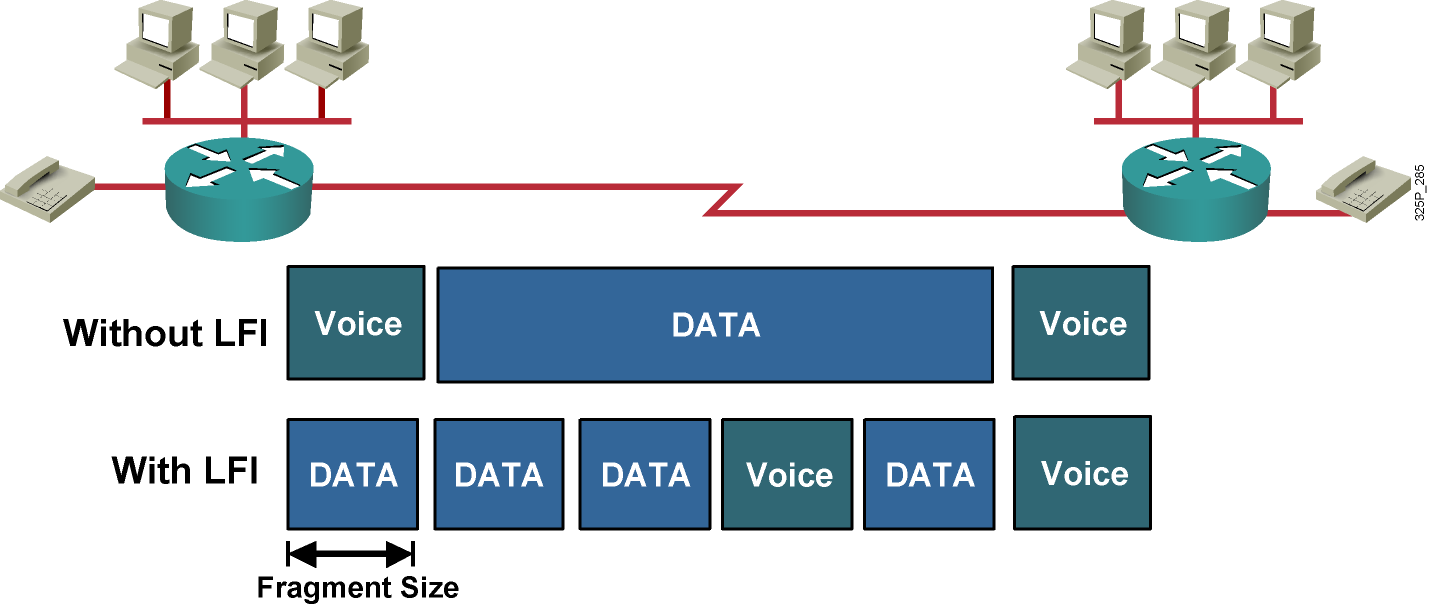 325P_285
Without LFI
Voice
DATA
Voice
With LFI
DATA
DATA
DATA
Voice
DATA
Voice
Fragment Size